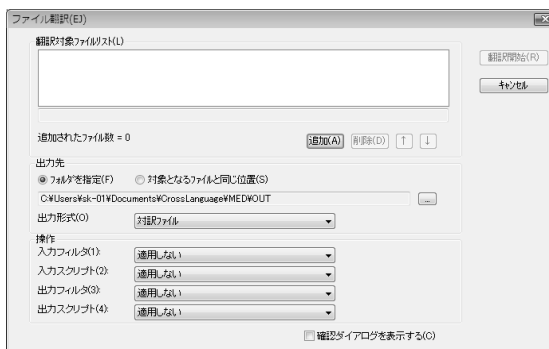 ファイル翻訳(EJ)
翻訳対象ファイルリスト(L)
翻訳開始(R)
キャンセル
追加されたファイル数 = 0
追加(A) 削除(D) ↑ ↓
出力先
フォルダを指定(F) 対象となるファイルと同じ位置(S)
C:¥Users¥sk-01¥Documents¥CrossLanguage¥MED¥OUT ...
出力形式(O) 対訳ファイル
操作
入力フィルタ(1): 適用しない
入力スクリプト(2): 適用しない
出力フィルタ(3): 適用しない
出力スクリプト(4): 適用しない
確認ダイアログを表示する(C)